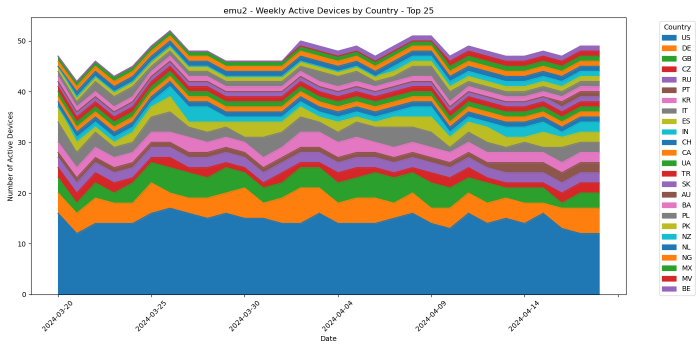 emu2 - Weekly Active Devices by Country - Top 25
Number of Active Devices
50
40
30
20
10
0
2024-03-20
2024-03-25
2024-03-30
2024-04-04
2024-04-09
2024-04-14
Date
Country
US
DE
GB
CZ
RU
PT
KR
IT
ES
IN
CH
CA
UA
TR
SK
AU
BA
PL
PK
NZ
NL
NG
MX
MV
BE